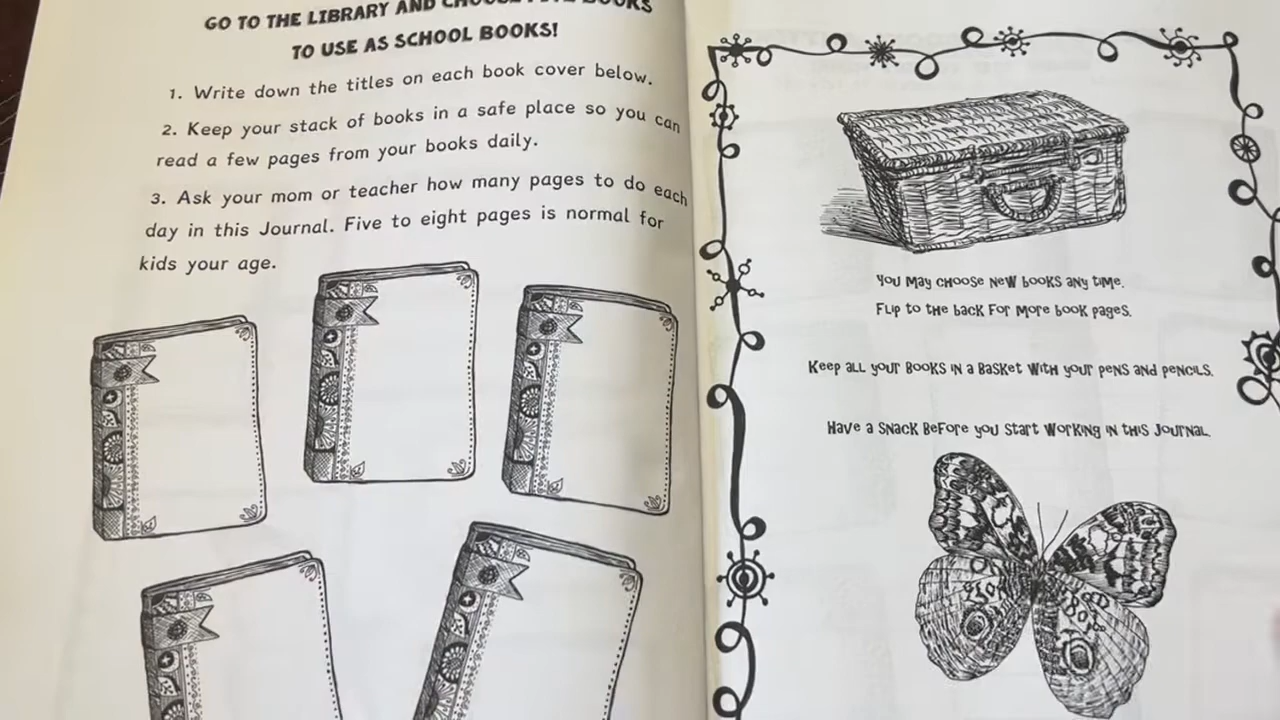 GO TO THE LIBRARY AND CHOOSE FIVE BOOKS
TO USE AS SCHOOL BOOKS!
1. Write down the titles on each book cover below.
2. Keep your stack of books in a safe place so you can
read a few pages from your books daily.
3. Ask your mom or teacher how many pages to do each
day in this Journal. Five to eight pages is normal for
kids your age.
You May CHOOSE NEW books ANy tiME.
FLip to tHE back FOR MORE book pages.
Keep aLL youR BOOKS iN a BasKEt WitH youR pENs aNd pENCiLS.
HavE a SNaCK BEFoRE you StaRt WoRKiNG iN tHiS JouRNaL.